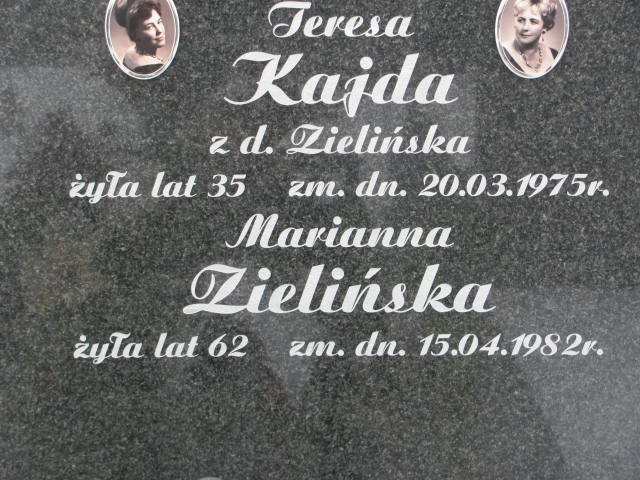 Teresa
Kajda
z d. Zielińska
żyła lat 35 zm. dn. 20.03.1975r.
Marianna
Zielińska
żyła lat 62 zm. dn. 15.04.1982r.